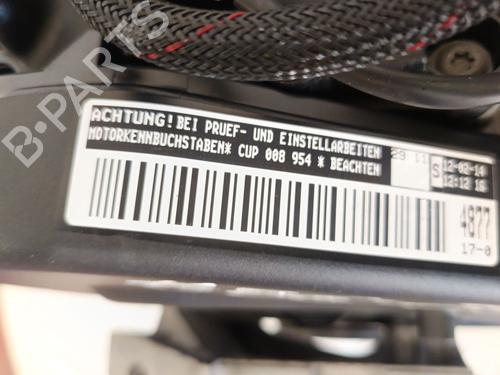 B-PARTS
ACHTUNG! BEI PRUEF- UND EINSTELLARBEITEN
MOTORKENNBUCHSTABEN* CUP 008 954 * BEACHTEN
29 11
S
12-02-14
12:12 16
4877
17-0